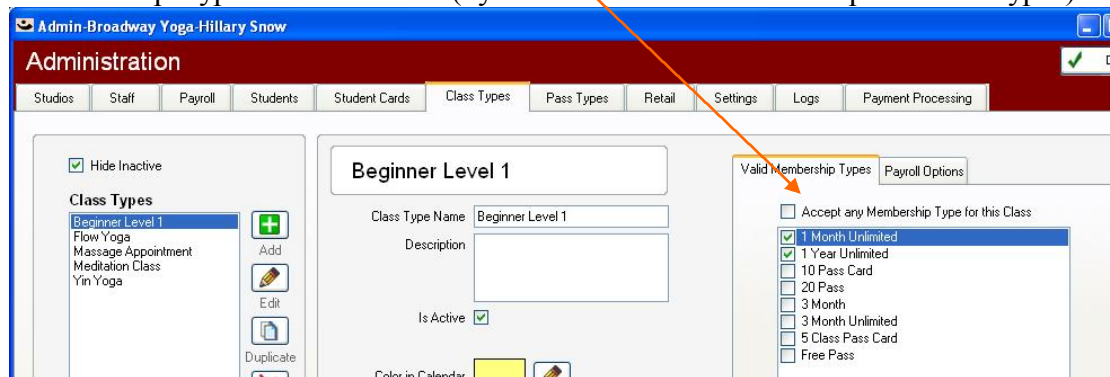 Admin-Broadway Yoga-Hillary Snow
Administration
Studios Staff Payroll Students Student Cards Class Types Pass Types Retail Settings Logs Payment Processing
Hide Inactive
Class Types
Beginner Level 1
Flow Yoga
Massage Appointment
Meditation Class
Yin Yoga
Add
Edit
Duplicate
Beginner Level 1
Class Type Name Beginner Level 1
Description
Is Active
Color in Calendar
Valid Membership Types Payroll Options
Accept any Membership Type for this Class
1 Month Unlimited
1 Year Unlimited
10 Pass Card
20 Pass
3 Month
3 Month Unlimited
5 Class Pass Card
Free Pass